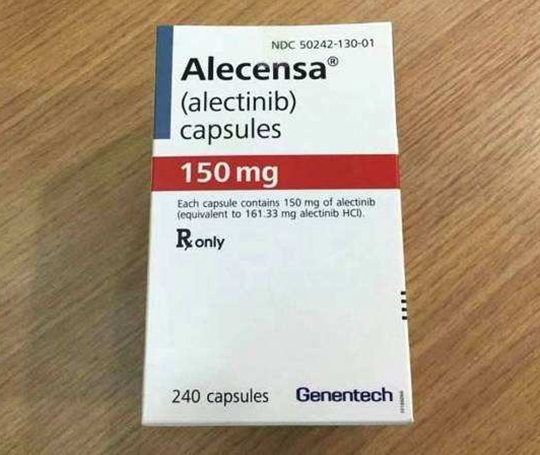 NDC 50242-130-01
Alecensa®
(alectinib)
capsules
150 mg
Each capsule contains 150 mg of alectinib
(equivalent to 161.33 mg alectinib HCl).
Rx only
240 capsules
Genentech